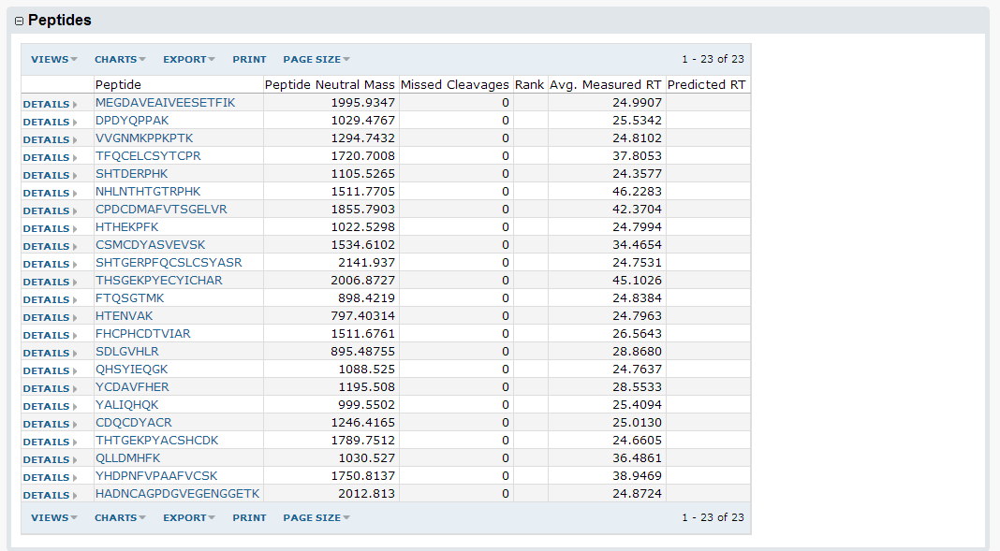 Peptides
VIEWS CHARTS EXPORT PRINT PAGE SIZE 1 - 23 of 23
Peptide Peptide Neutral Mass Missed Cleavages Rank Avg. Measured RT Predicted RT
DETAILS MEGDAVEAIVEESETFIK 1995.9347 0 24.9907
DETAILS DPDYQPPAK 1029.4767 0 25.5342
DETAILS VVGNMKPPKPTK 1294.7432 0 24.8102
DETAILS TFQCELCSYTCPR 1720.7008 0 37.8053
DETAILS SHTDERPHK 1105.5265 0 24.3577
DETAILS NHLNTHTGTRPHK 1511.7705 0 46.2283
DETAILS CPDCDMAFVTSGELVR 1855.7903 0 42.3704
DETAILS HTHEKPFK 1022.5298 0 24.7994
DETAILS CSMCDYASVEVSK 1534.6102 0 34.4654
DETAILS SHTGERPFQCSLCSYASR 2141.937 0 24.7531
DETAILS THSGEKPYECYICHAR 2006.8727 0 45.1026
DETAILS FTQSGTMK 898.4219 0 24.8384
DETAILS HTENVAK 797.40314 0 24.7963
DETAILS FHCPHCDTVIAR 1511.6761 0 26.5643
DETAILS SDLGVHLR 895.48755 0 28.8680
DETAILS QHSYIEQGK 1088.525 0 24.7637
DETAILS YCDAVFHER 1195.508 0 28.5533
DETAILS YALIQHQK 999.5502 0 25.4094
DETAILS CDQCDYACR 1246.4165 0 25.0130
DETAILS THTGEKPYACSHCDK 1789.7512 0 24.6605
DETAILS QLLDMHFK 1030.527 0 36.4861
DETAILS YHDPNFVPAAFVCSK 1750.8137 0 38.9469
DETAILS HADNCAGPDGVEGENGGETK 2012.813 0 24.8724
VIEWS CHARTS EXPORT PRINT PAGE SIZE 1 - 23 of 23